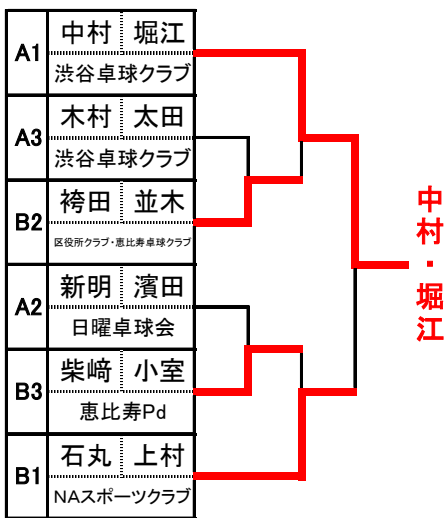 A1
中村 堀江
渋谷卓球クラブ
A3
木村 太田
渋谷卓球クラブ
B2
袴田 並木
区役所クラブ・恵比寿卓球クラブ
A2
新明 濱田
日曜卓球会
B3
柴﨑 小室
恵比寿Pd
B1
石丸 上村
NAスポーツクラブ
中村・堀江